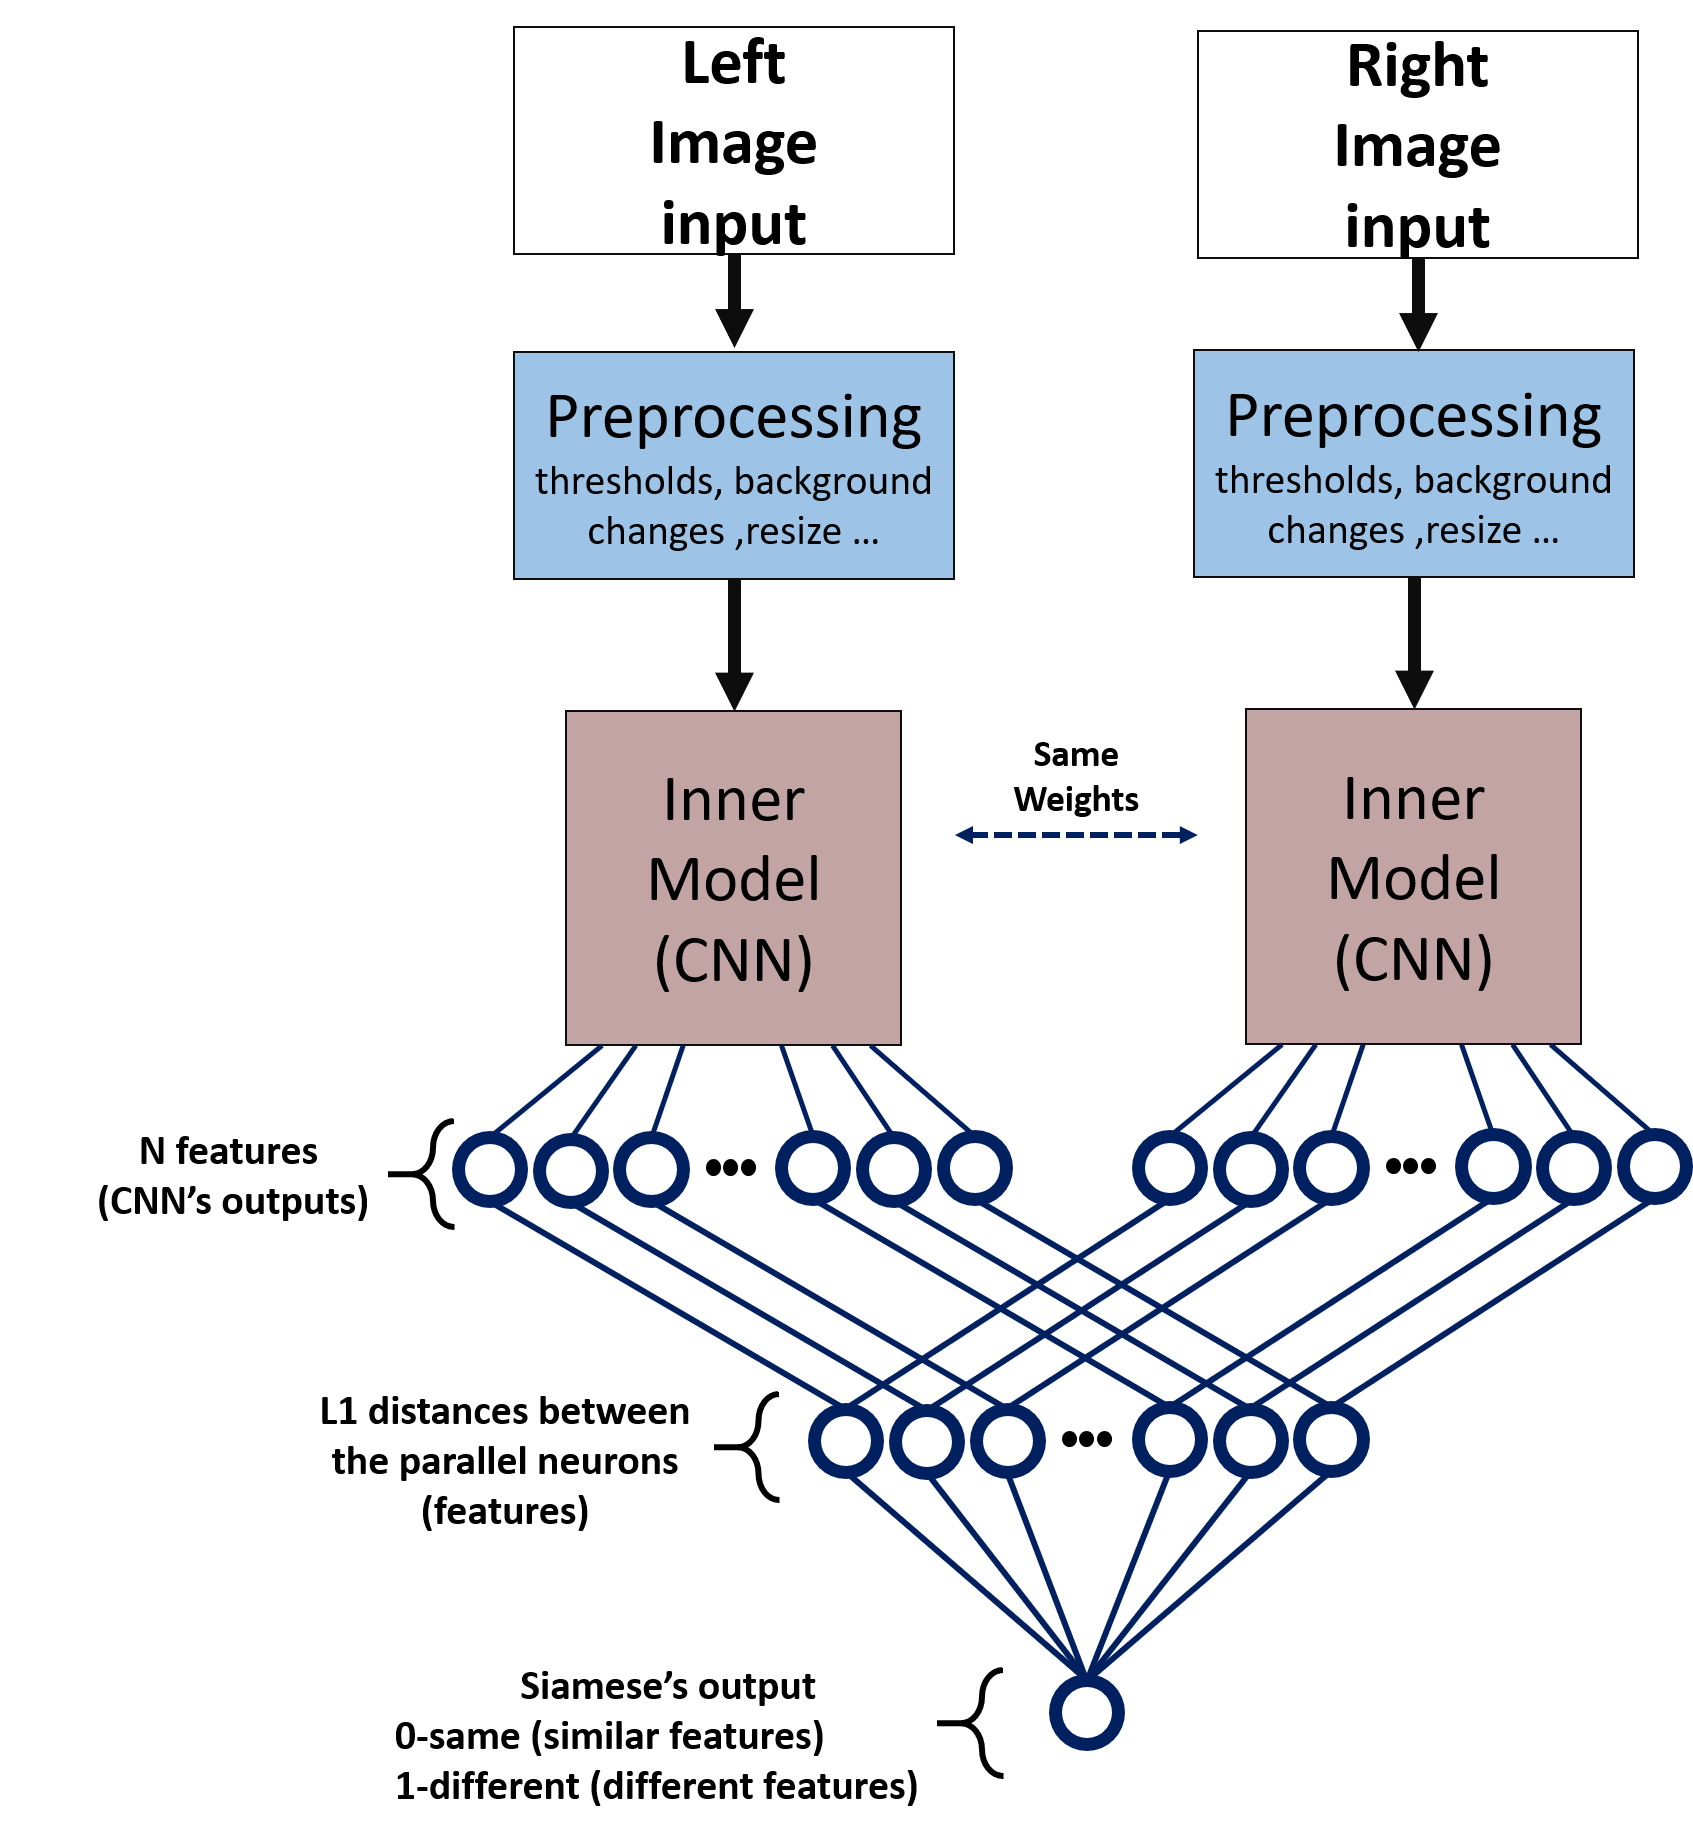 Left
Image
input
Right
Image
input
Preprocessing
thresholds, background
changes ,resize ...
Preprocessing
thresholds, background
changes ,resize ...
Inner
Model
(CNN)
Same
Weights
Inner
Model
(CNN)
N features
(CNN’s outputs)
L1 distances between
the parallel neurons
(features)
Siamese’s output
0-same (similar features)
1-different (different features)